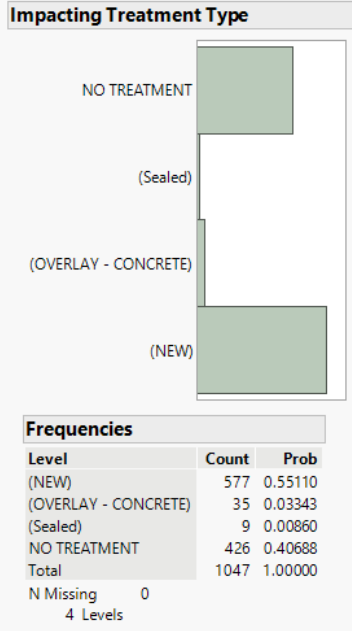 Impacting Treatment Type
NO TREATMENT
(Sealed)
(OVERLAY - CONCRETE)
(NEW)
Frequencies
Level Count Prob
(NEW) 577 0.55110
(OVERLAY - CONCRETE) 35 0.03343
(Sealed) 9 0.00860
NO TREATMENT 426 0.40688
Total 1047 1.00000
N Missing 0
4 Levels